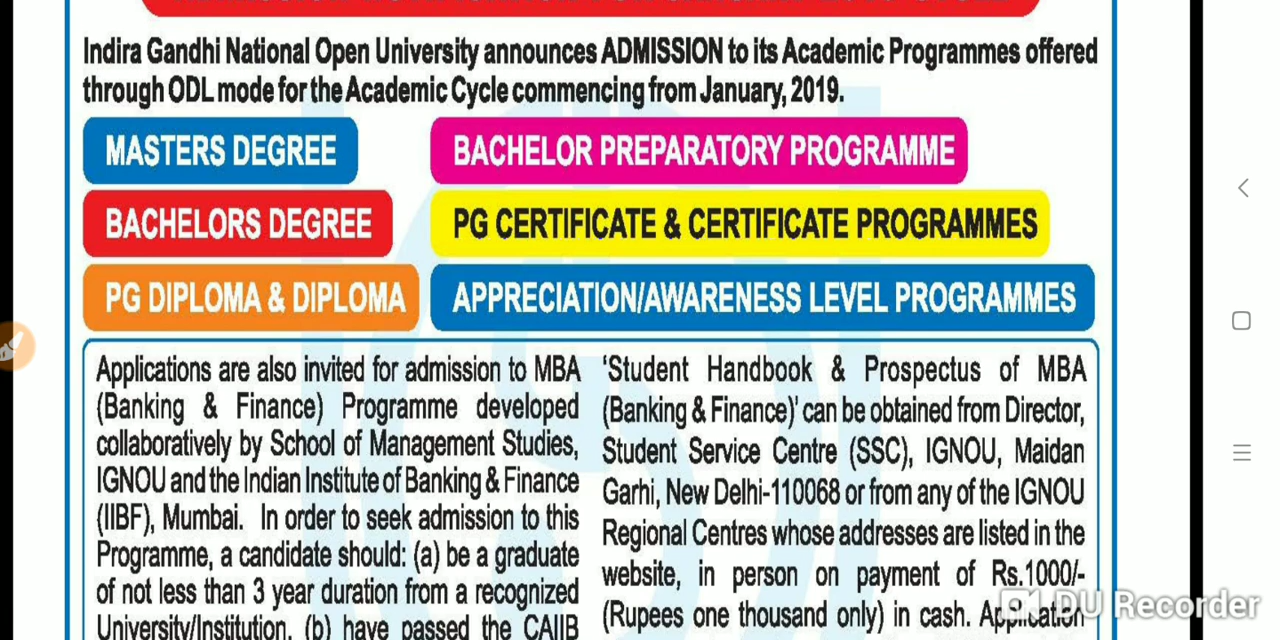 Indira Gandhi National Open University announces ADMISSION to its Academic Programmes offered
through ODL mode for the Academic Cycle commencing from January, 2019.
MASTERS DEGREE
BACHELOR PREPARATORY PROGRAMME
BACHELORS DEGREE
PG CERTIFICATE & CERTIFICATE PROGRAMMES
PG DIPLOMA & DIPLOMA
APPRECIATION/AWARENESS LEVEL PROGRAMMES
Applications are also invited for admission to MBA
(Banking & Finance) Programme developed
collaboratively by School of Management Studies,
IGNOU and the Indian Institute of Banking & Finance
(IIBF), Mumbai. In order to seek admission to this
Programme, a candidate should: (a) be a graduate
of not less than 3 year duration from a recognized
University/Institution, (b) have passed the CAIIB
‘Student Handbook & Prospectus of MBA
(Banking & Finance)’ can be obtained from Director,
Student Service Centre (SSC), IGNOU, Maidan
Garhi, New Delhi-110068 or from any of the IGNOU
Regional Centres whose addresses are listed in the
website, in person on payment of Rs.1000/-
(Rupees one thousand only) in cash. Application
DU Recorder